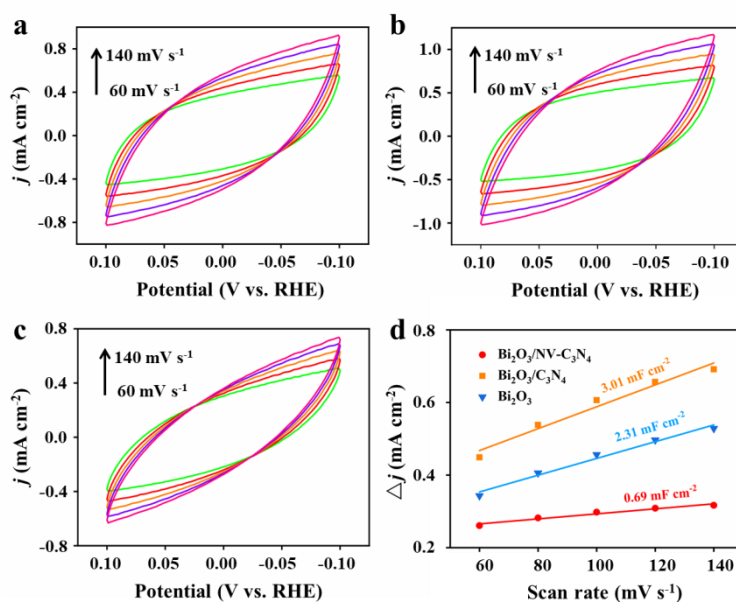 a
0.8
0.4
0.0
-0.4
-0.8
j (mA cm⁻²)
140 mV s⁻¹
60 mV s⁻¹
0.10 0.05 0.00 -0.05 -0.10
Potential (V vs. RHE)
b
1.0
0.5
0.0
-0.5
-1.0
j (mA cm⁻²)
140 mV s⁻¹
60 mV s⁻¹
0.10 0.05 0.00 -0.05 -0.10
Potential (V vs. RHE)
c
0.8
0.4
0.0
-0.4
-0.8
j (mA cm⁻²)
140 mV s⁻¹
60 mV s⁻¹
0.10 0.05 0.00 -0.05 -0.10
Potential (V vs. RHE)
d
0.8
0.6
0.4
0.2
△j (mA cm⁻²)
Bi₂O₃/NV-C₃N₄
Bi₂O₃/C₃N₄
Bi₂O₃
3.01 mF cm⁻²
2.31 mF cm⁻²
0.69 mF cm⁻²
60 80 100 120 140
Scan rate (mV s⁻¹)